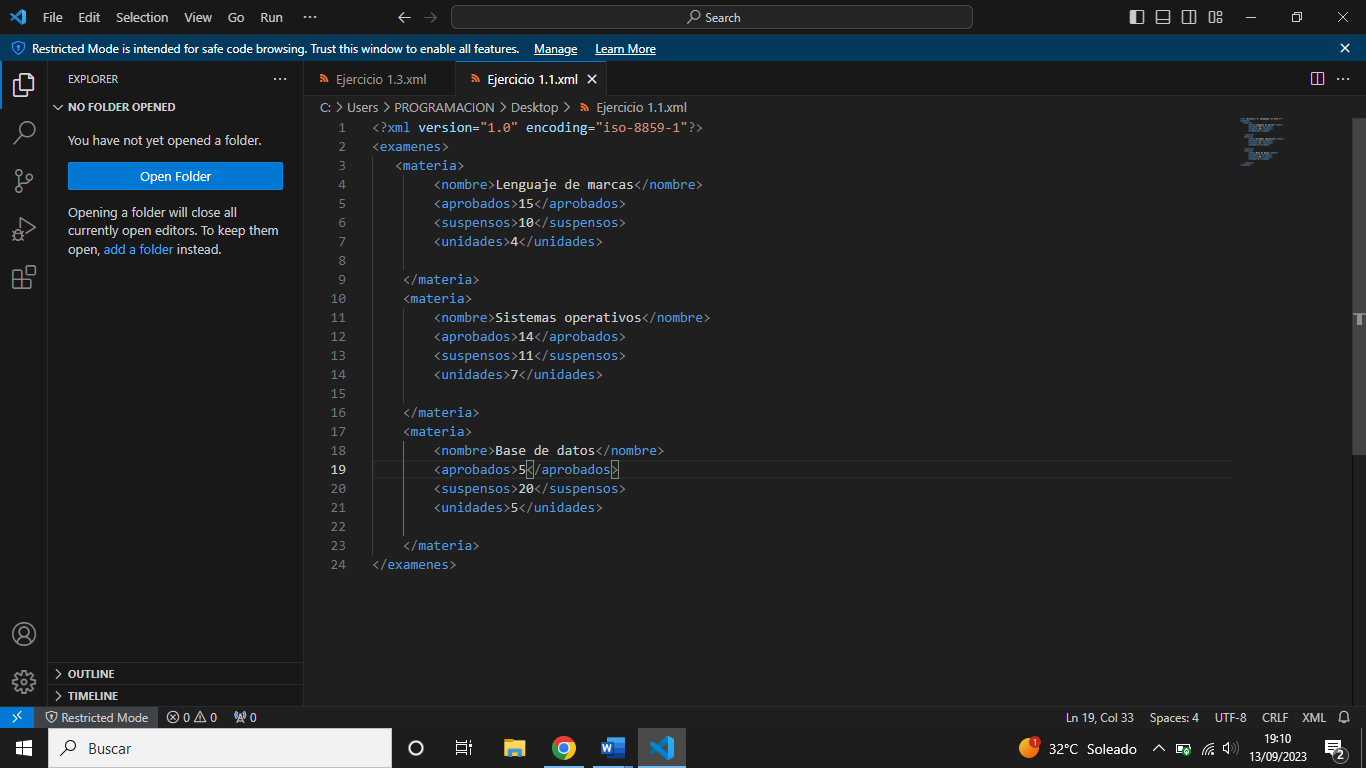 File Edit Selection View Go Run ··· Search
Restricted Mode is intended for safe code browsing. Trust this window to enable all features. Manage Learn More
EXPLORER ···
NO FOLDER OPENED
You have not yet opened a folder.
Open Folder
Opening a folder will close all
currently open editors. To keep them
open, add a folder instead.
OUTLINE
TIMELINE
Ejercicio 1.3.xml Ejercicio 1.1.xml
C: > Users > PROGRAMACION > Desktop > Ejercicio 1.1.xml
1 <?xml version="1.0" encoding="iso-8859-1"?>
2 <examenes>
3 <materia>
4 <nombre>Lenguaje de marcas</nombre>
5 <aprobados>15</aprobados>
6 <suspensos>10</suspensos>
7 <unidades>4</unidades>
8
9 </materia>
10 <materia>
11 <nombre>Sistemas operativos</nombre>
12 <aprobados>14</aprobados>
13 <suspensos>11</suspensos>
14 <unidades>7</unidades>
15
16 </materia>
17 <materia>
18 <nombre>Base de datos</nombre>
19 <aprobados>5</aprobados>
20 <suspensos>20</suspensos>
21 <unidades>5</unidades>
22
23 </materia>
24 </examenes>
Restricted Mode 0 0 0 Ln 19, Col 33 Spaces: 4 UTF-8 CRLF XML
Buscar 1 32°C Soleado 19:10
13/09/2023 2